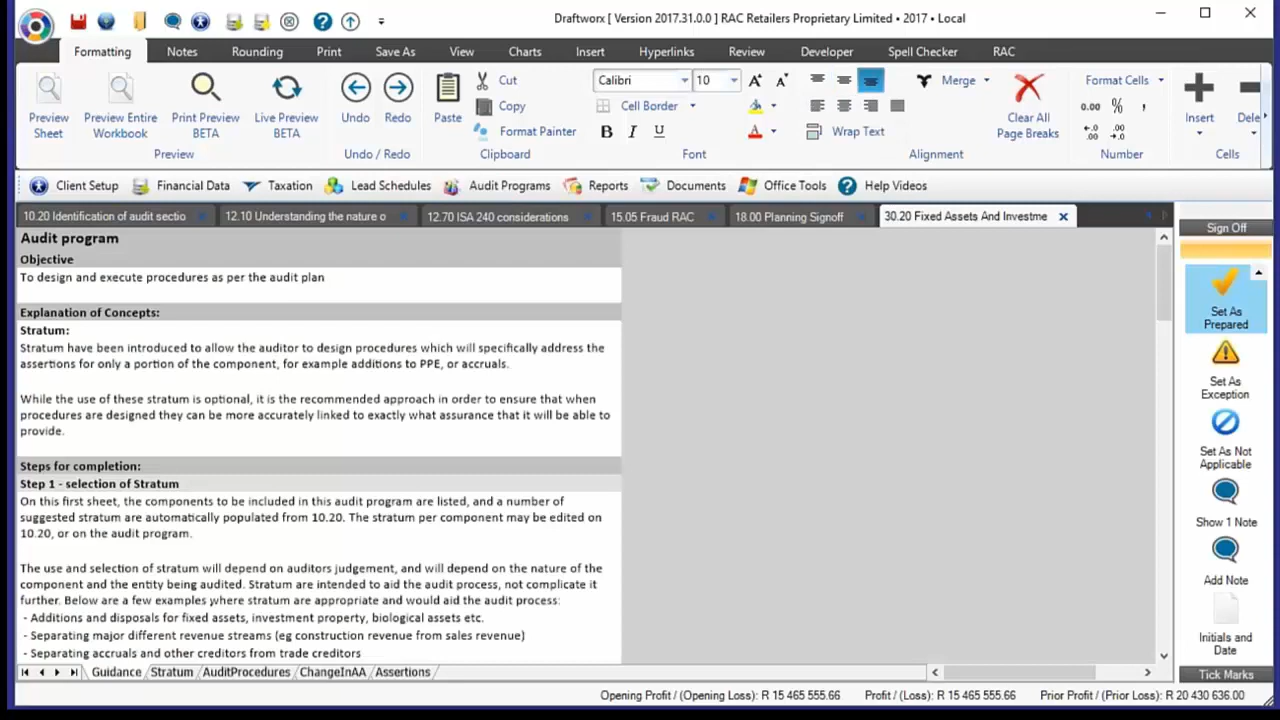 Draftworx [ Version 2017.31.0.0 ] RAC Retailers Proprietary Limited • 2017 • Local
Formatting Notes Rounding Print Save As View Charts Insert Hyperlinks Review Developer Spell Checker RAC
Preview Sheet
Preview Entire Workbook
Print Preview BETA
Live Preview BETA
Preview
Undo
Redo
Undo / Redo
Paste
Cut
Copy
Format Painter
Clipboard
Calibri 10
Cell Border
B I U
Font
Merge
Wrap Text
Alignment
Clear All Page Breaks
Format Cells
0.00 % ,
Number
Insert
Dele
Cells
Client Setup Financial Data Taxation Lead Schedules Audit Programs Reports Documents Office Tools Help Videos
10.20 Identification of audit sectio 12.10 Understanding the nature o 12.70 ISA 240 considerations 15.05 Fraud RAC 18.00 Planning Signoff 30.20 Fixed Assets And Investme
Audit program
Objective
To design and execute procedures as per the audit plan
Explanation of Concepts:
Stratum:
Stratum have been introduced to allow the auditor to design procedures which will specifically address the
assertions for only a portion of the component, for example additions to PPE, or accruals.
While the use of these stratum is optional, it is the recommended approach in order to ensure that when
procedures are designed they can be more accurately linked to exactly what assurance that it will be able to
provide.
Steps for completion:
Step 1 - selection of Stratum
On this first sheet, the components to be included in this audit program are listed, and a number of
suggested stratum are automatically populated from 10.20. The stratum per component may be edited on
10.20, or on the audit program.
The use and selection of stratum will depend on auditors judgement, and will depend on the nature of the
component and the entity being audited. Stratum are intended to aid the audit process, not complicate it
further. Below are a few examples where stratum are appropriate and would aid the audit process:
- Additions and disposals for fixed assets, investment property, biological assets etc.
- Separating major different revenue streams (eg construction revenue from sales revenue)
- Separating accruals and other creditors from trade creditors
Guidance Stratum AuditProcedures ChangeInAA Assertions
Sign Off
Set As Prepared
Set As Exception
Set As Not Applicable
Show 1 Note
Add Note
Initials and Date
Tick Marks
Opening Profit / (Opening Loss): R 15 465 555.66 Profit / (Loss): R 15 465 555.66 Prior Profit / (Prior Loss): R 20 430 636.00